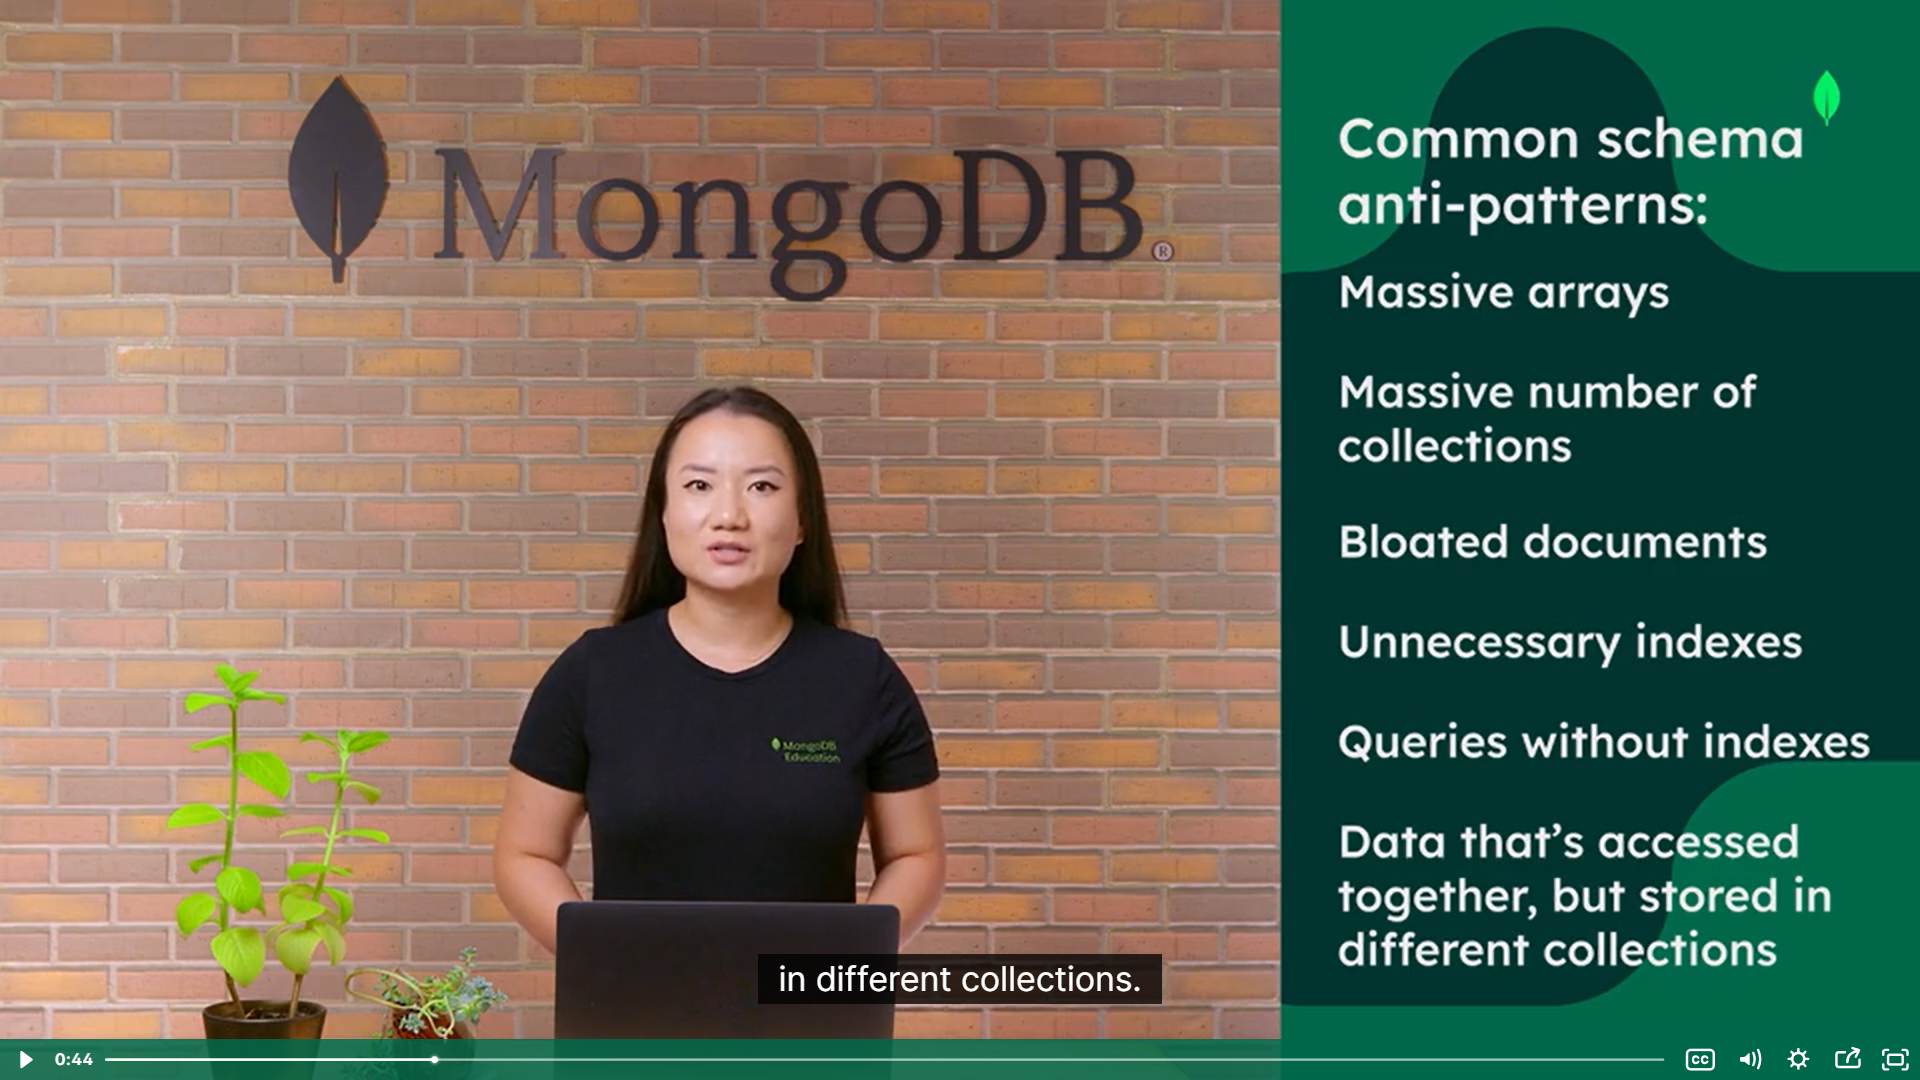 MongoDB®
MongoDB
Education
Common schema
anti-patterns:
Massive arrays
Massive number of
collections
Bloated documents
Unnecessary indexes
Queries without indexes
Data that’s accessed
together, but stored in
different collections
in different collections.
0:44
CC